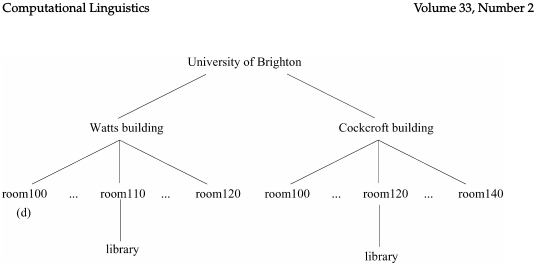 Computational Linguistics Volume 33, Number 2
University of Brighton
Watts building Cockcroft building
room100 ... room110 ... room120 room100 ... room120 ... room140
(d)
library
library